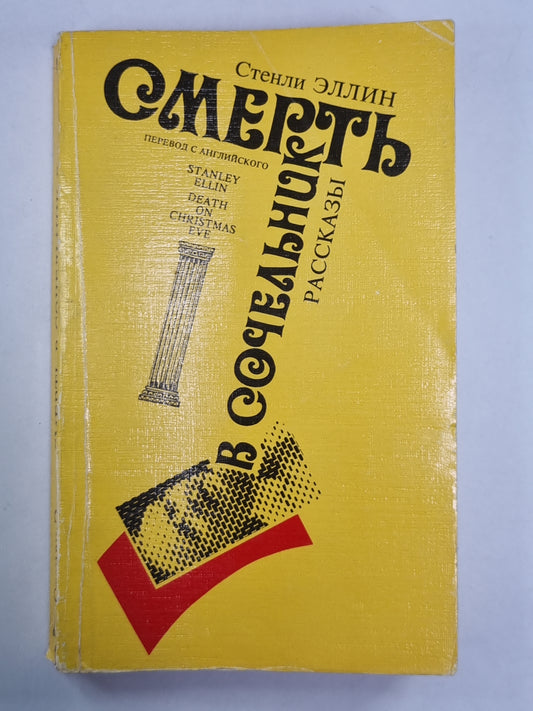 Стенли ЭЛЛИН
СМЕРТЬ
В СОЧЕЛЬНИК
ПЕРЕВОД С АНГЛИЙСКОГО
STANLEY
ELLIN
DEATH
ON
CHRISTMAS
EVE
РАССКАЗЫ